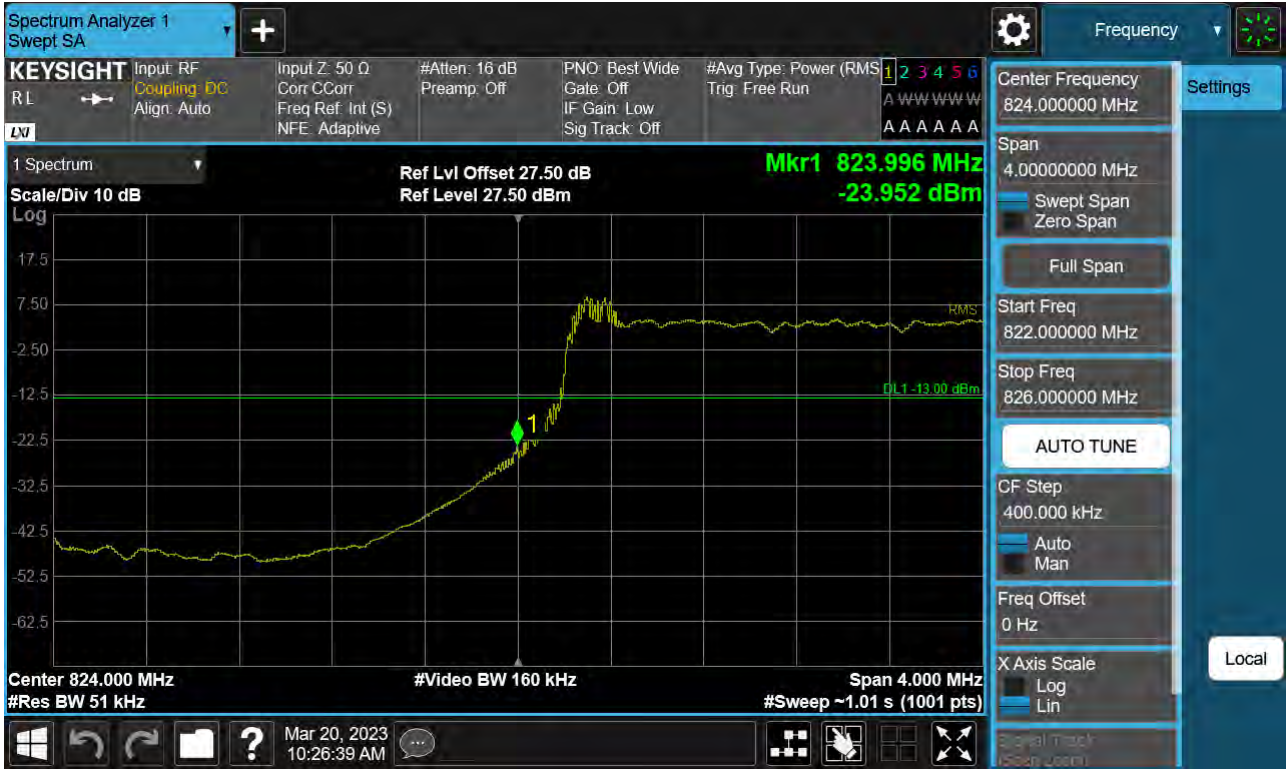 Spectrum Analyzer 1
Swept SA
+
Frequency
KEYSIGHT
RL
LXI
Input: RF
Coupling: DC
Align: Auto
Input Z: 50 Ω
Corr CCorr
Freq Ref: Int (S)
NFE: Adaptive
#Atten: 16 dB
Preamp: Off
PNO: Best Wide
Gate: Off
IF Gain: Low
Sig Track: Off
#Avg Type: Power (RMS
Trig: Free Run
1 2 3 4 5 6
A W W W W W
A A A A A A
Center Frequency
824.000000 MHz
Settings
Span
4.00000000 MHz
Swept Span
Zero Span
Full Span
Start Freq
822.000000 MHz
Stop Freq
826.000000 MHz
AUTO TUNE
CF Step
400.000 kHz
Auto
Man
Freq Offset
0 Hz
X Axis Scale
Log
Lin
Local
1 Spectrum
Scale/Div 10 dB
Log
Ref Lvl Offset 27.50 dB
Ref Level 27.50 dBm
Mkr1 823.996 MHz
-23.952 dBm
17.5
7.50
-2.50
-12.5
-22.5
-32.5
-42.5
-52.5
-62.5
RMS
DL1 -13.00 dBm
1
Center 824.000 MHz
#Res BW 51 kHz
#Video BW 160 kHz
Span 4.000 MHz
#Sweep ~1.01 s (1001 pts)
?
Mar 20, 2023
10:26:39 AM